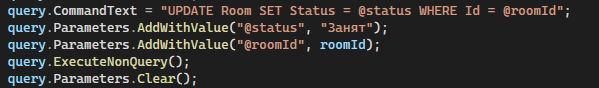 query.CommandText = "UPDATE Room SET Status = @status WHERE Id = @roomId";
query.Parameters.AddWithValue("@status", "Занят");
query.Parameters.AddWithValue("@roomId", roomId);
query.ExecuteNonQuery();
query.Parameters.Clear();